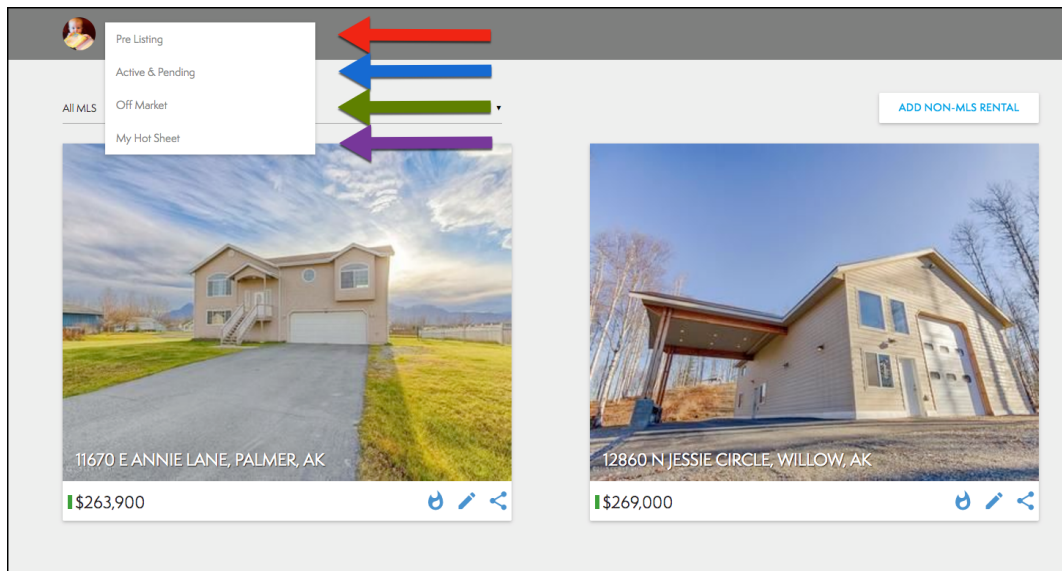 Pre Listing
Active & Pending
Off Market
My Hot Sheet
All MLS
ADD NON-MLS RENTAL
11670 E ANNIE LANE, PALMER, AK
$263,900
12860 N JESSIE CIRCLE, WILLOW, AK
$269,000